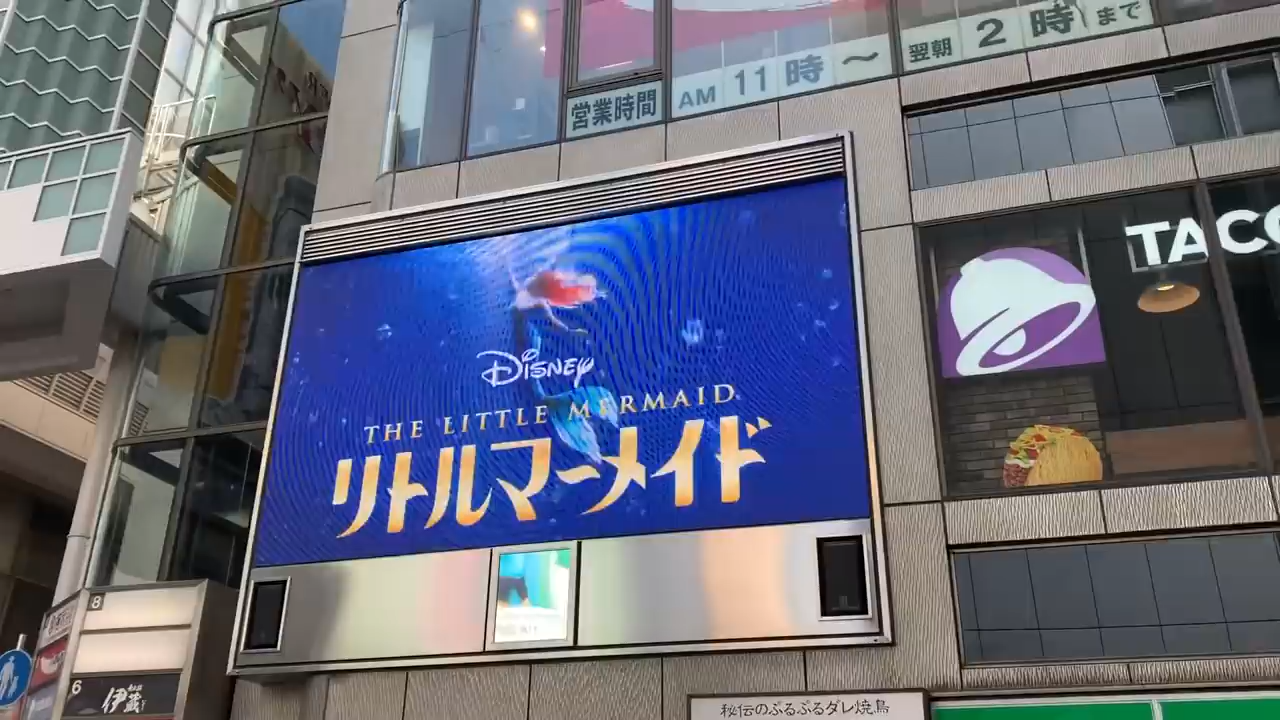 営業時間
AM 11時~
翌朝 2時まで
TACO
Disney
THE LITTLE MERMAID
リトルマーメイド
8
6
伊蔵
秘伝のぷるぷるダレ焼鳥